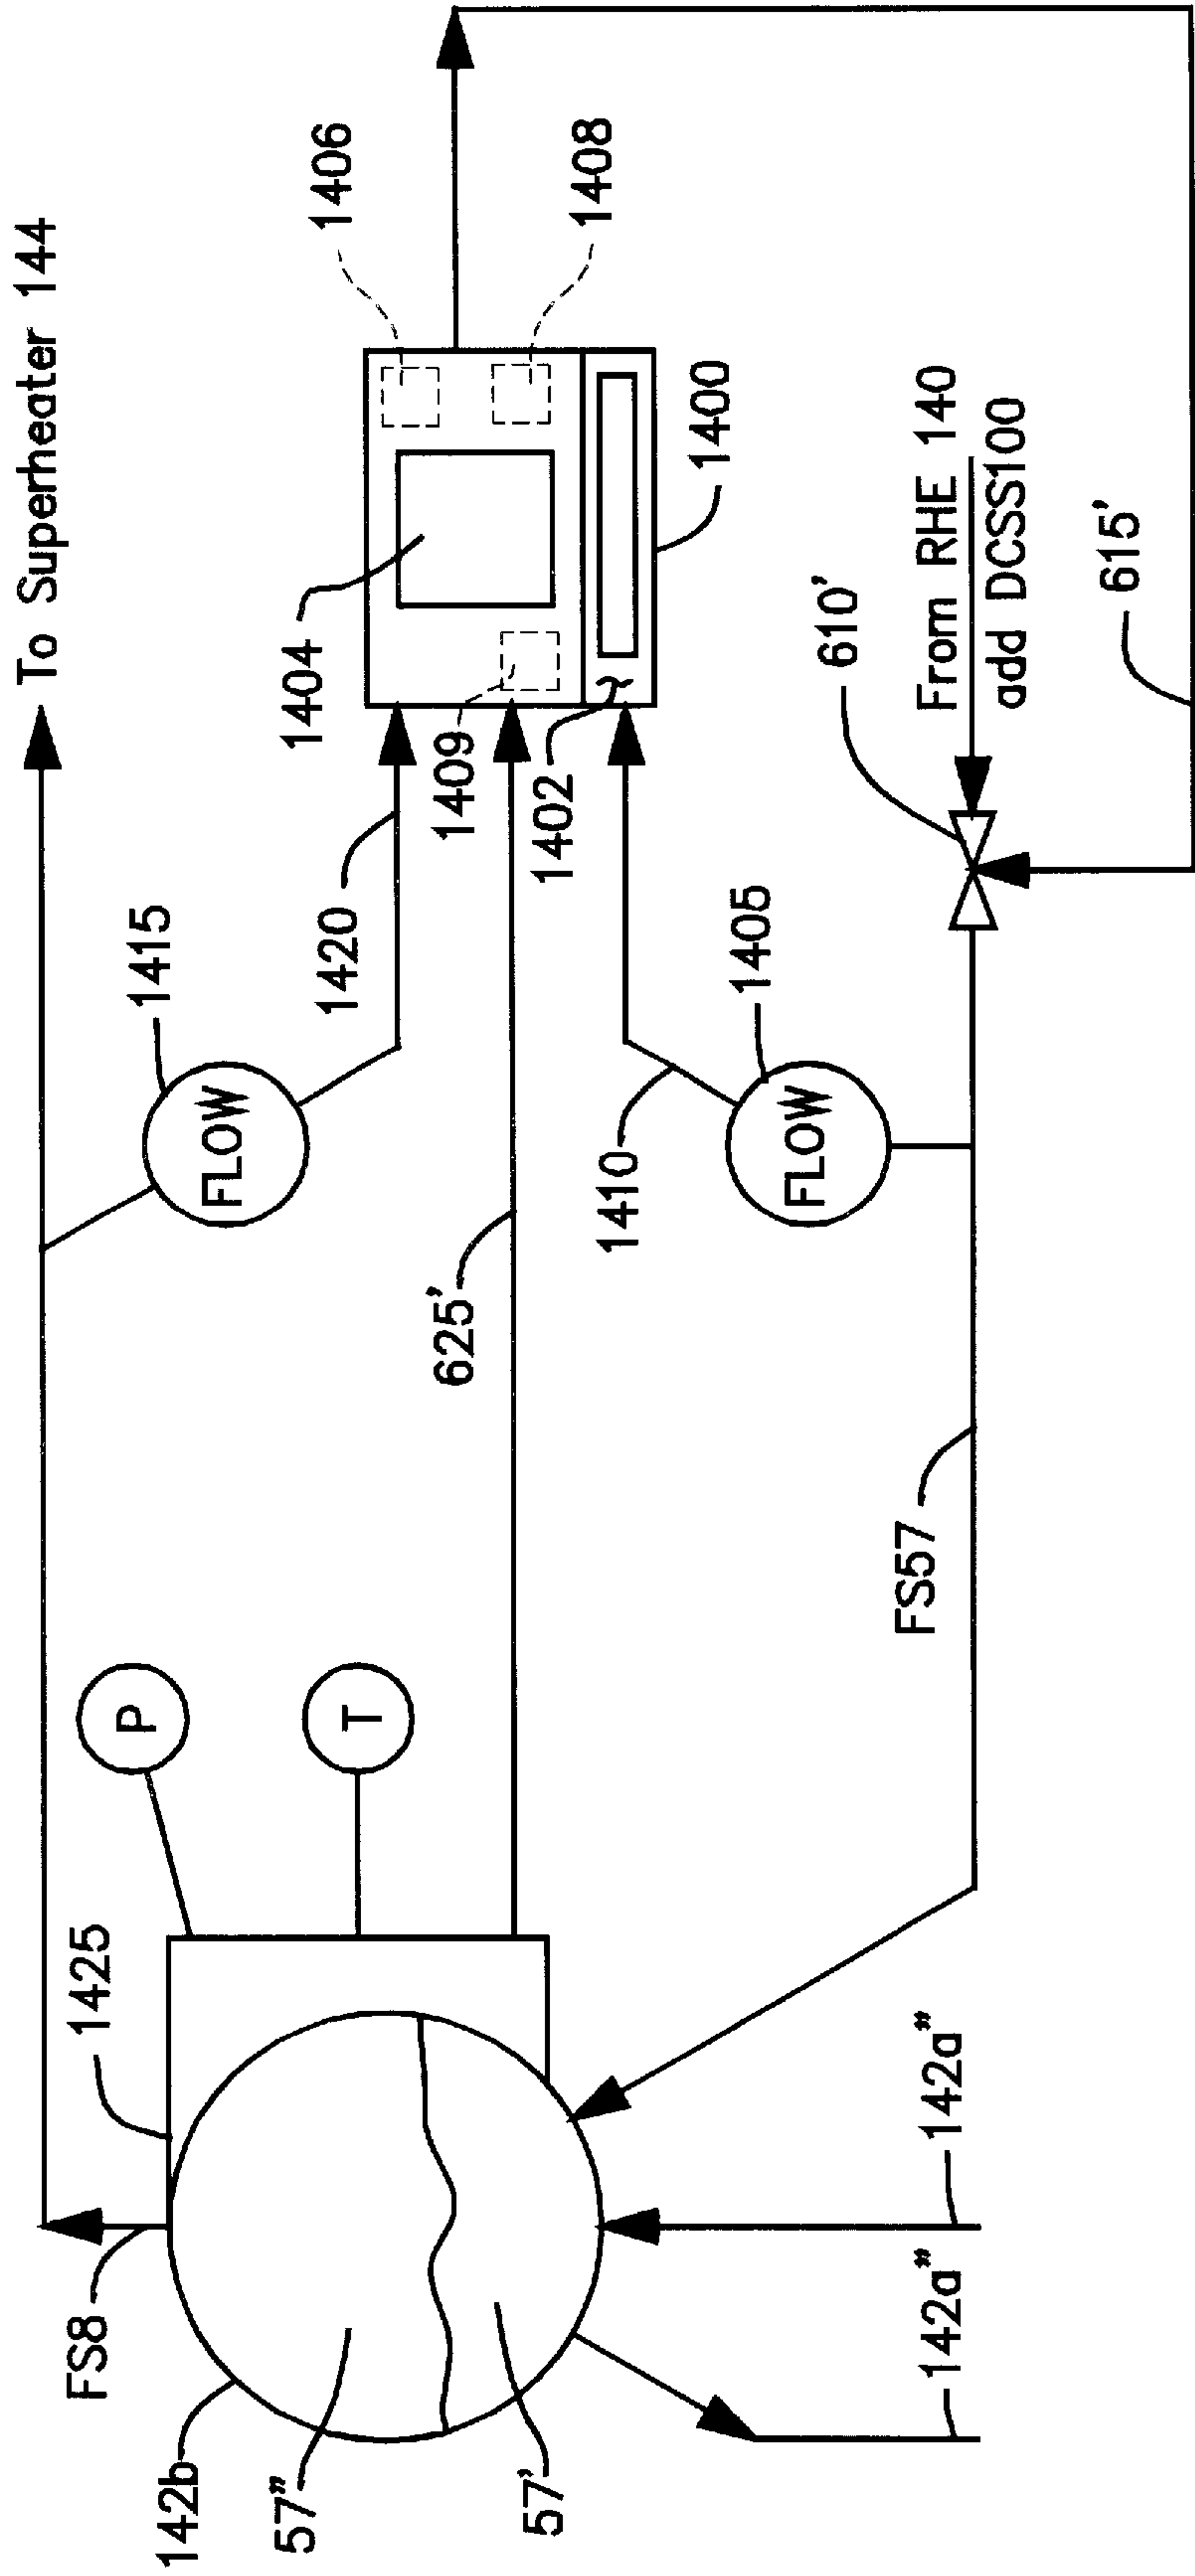 To Superheater 144
FS8
1425
P
1415
FLOW
142b
57"
57'
T
625'
1420
1404
1406
1409
1402
1408
1400
1410
1405
FLOW
FS57
610'
From RHE 140
add DCSS100
615'
142a"
142a"